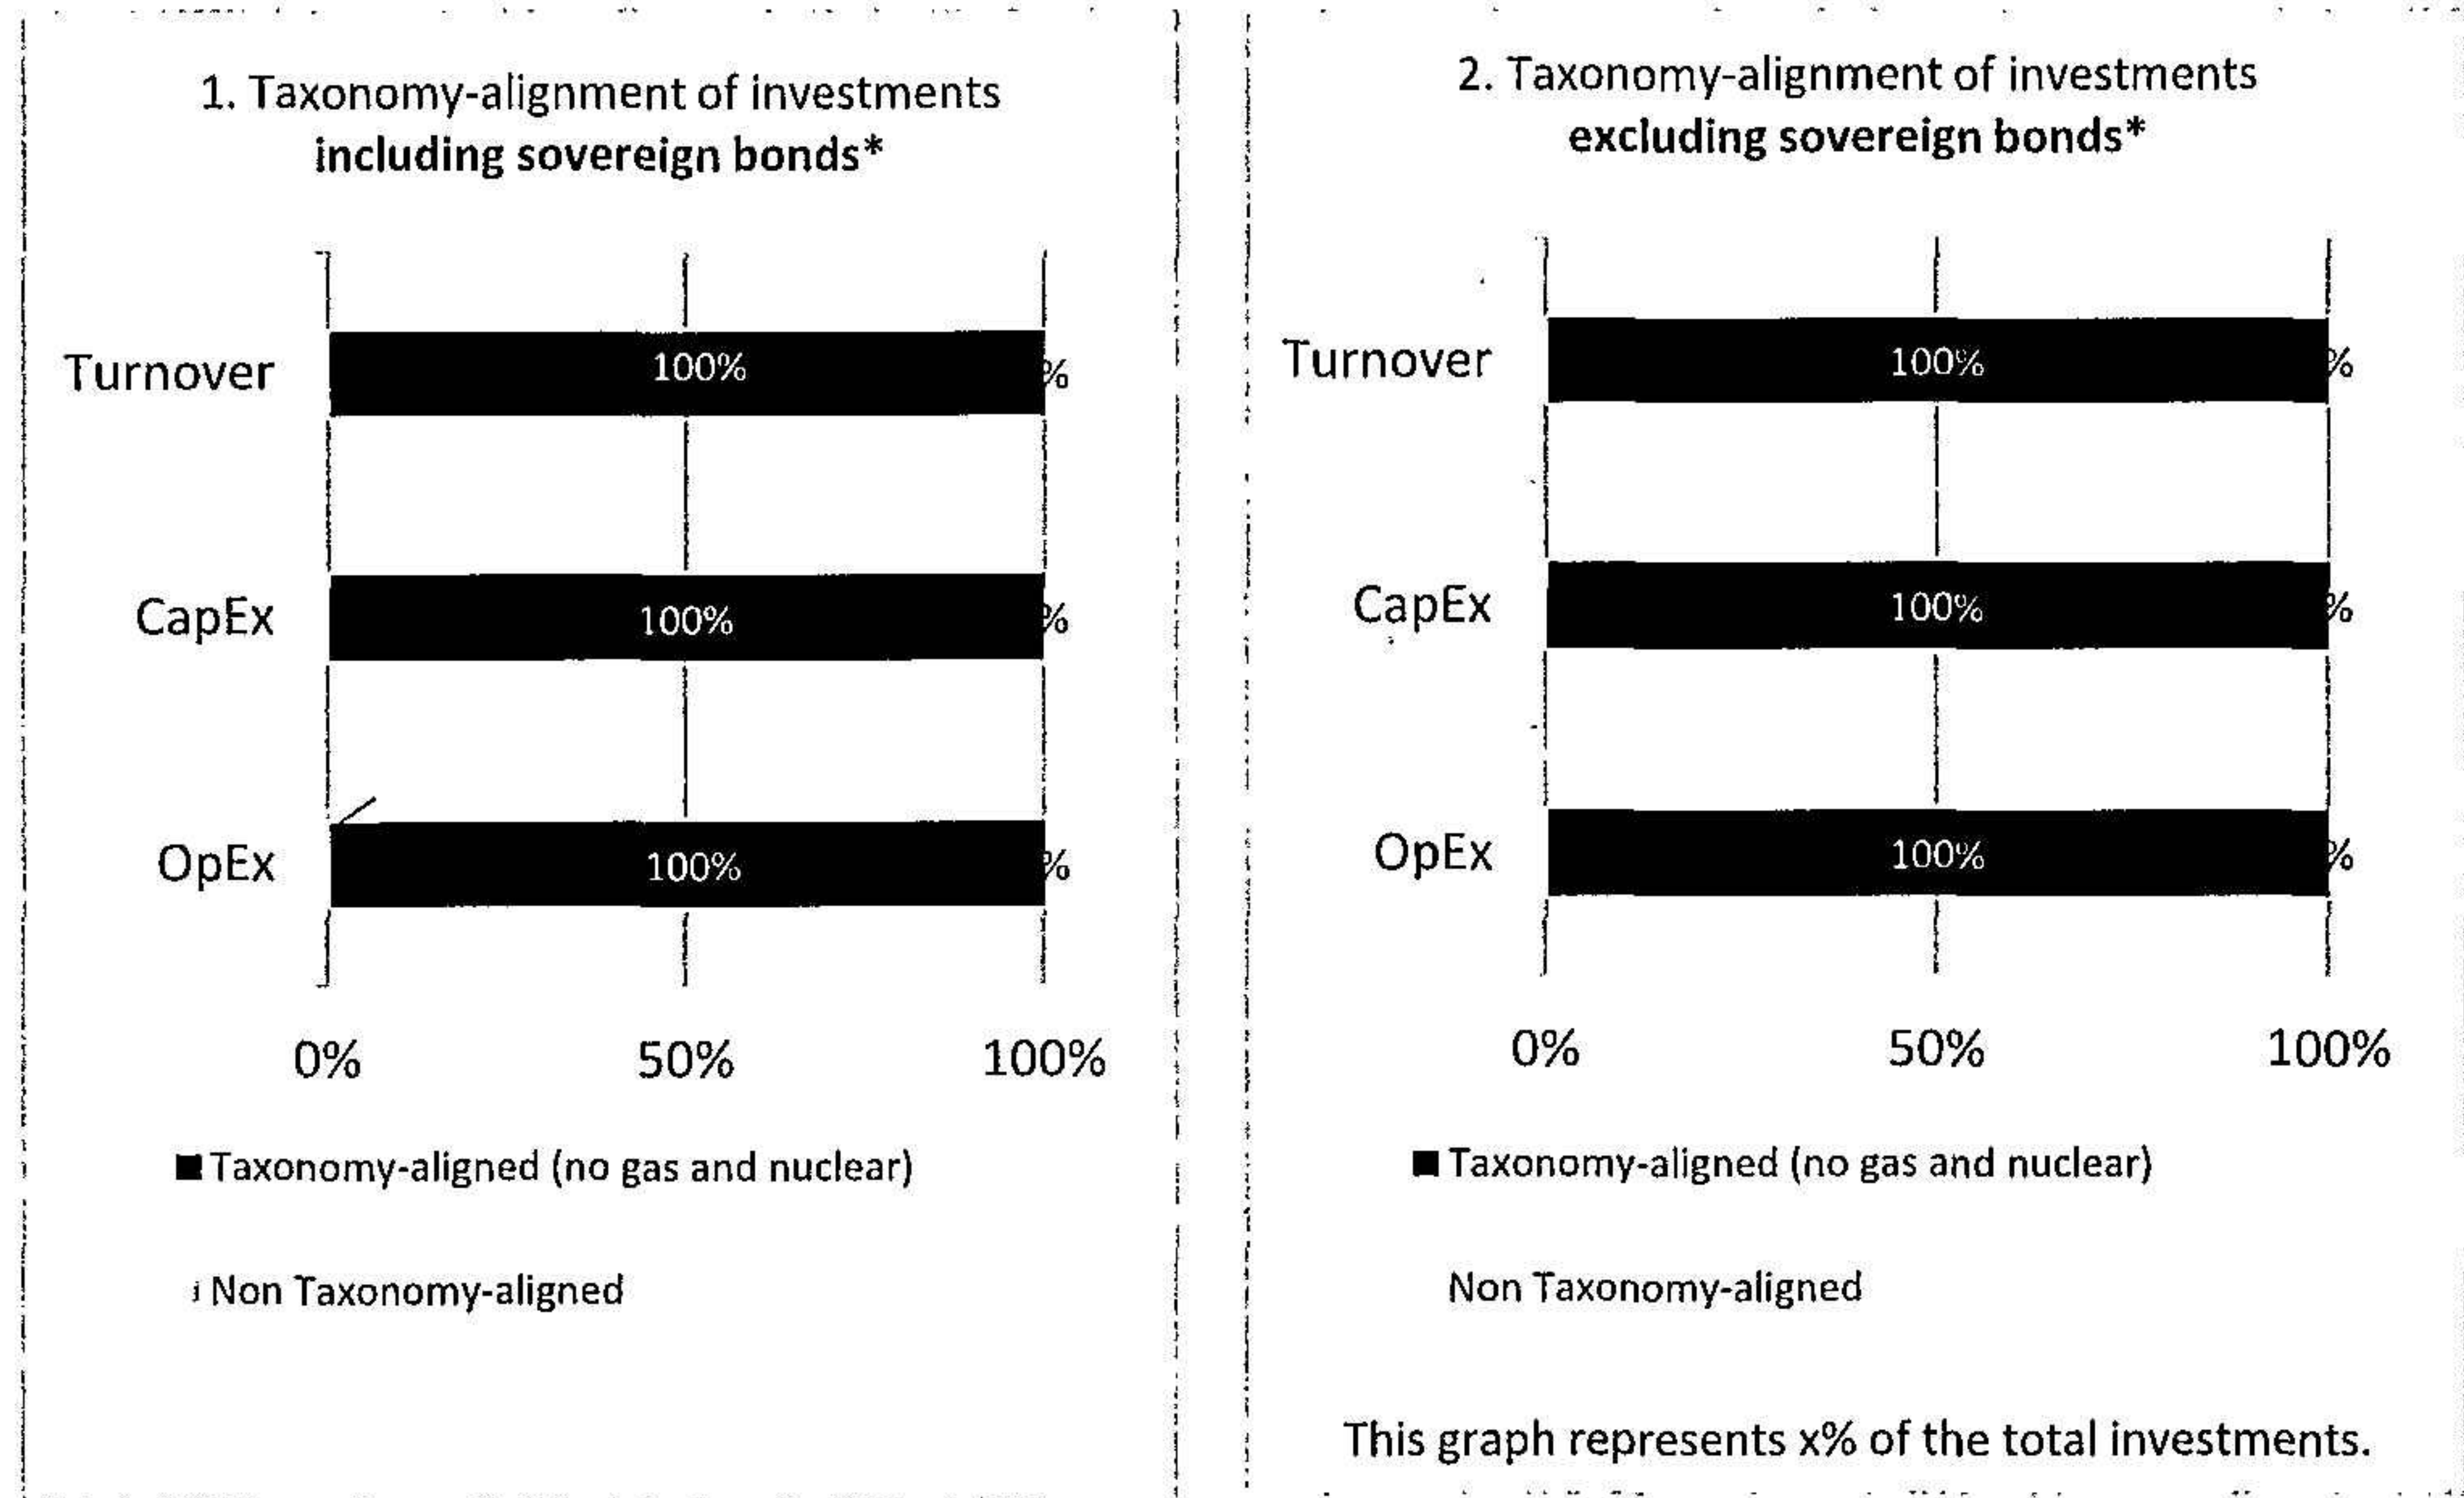 1. Taxonomy-alignment of investments
including sovereign bonds*
Turnover
100%
%
CapEx
100%
%
OpEx
100%
%
0% 50% 100%
Taxonomy-aligned (no gas and nuclear)
Non Taxonomy-aligned
2. Taxonomy-alignment of investments
excluding sovereign bonds*
Turnover
100%
%
CapEx
100%
%
OpEx
100%
%
0% 50% 100%
Taxonomy-aligned (no gas and nuclear)
Non Taxonomy-aligned
This graph represents x% of the total investments.